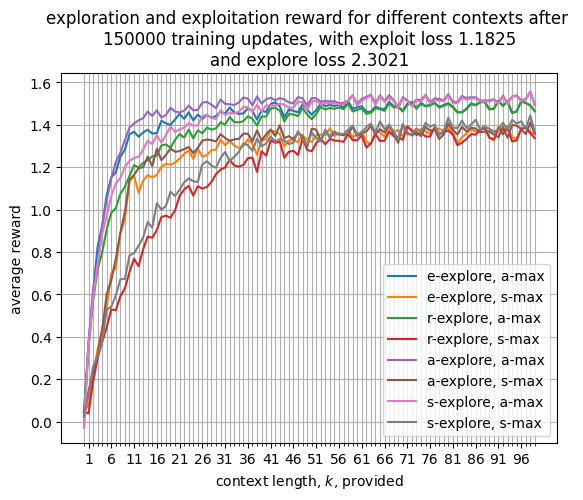 exploration and exploitation reward for different contexts after
150000 training updates, with exploit loss 1.1825
and explore loss 2.3021
1.6
1.4
1.2
1.0
0.8
0.6
0.4
0.2
0.0
average reward
e-explore, a-max
e-explore, s-max
r-explore, a-max
r-explore, s-max
a-explore, a-max
a-explore, s-max
s-explore, a-max
s-explore, s-max
1 6 11 16 21 26 31 36 41 46 51 56 61 66 71 76 81 86 91 96
context length, k, provided